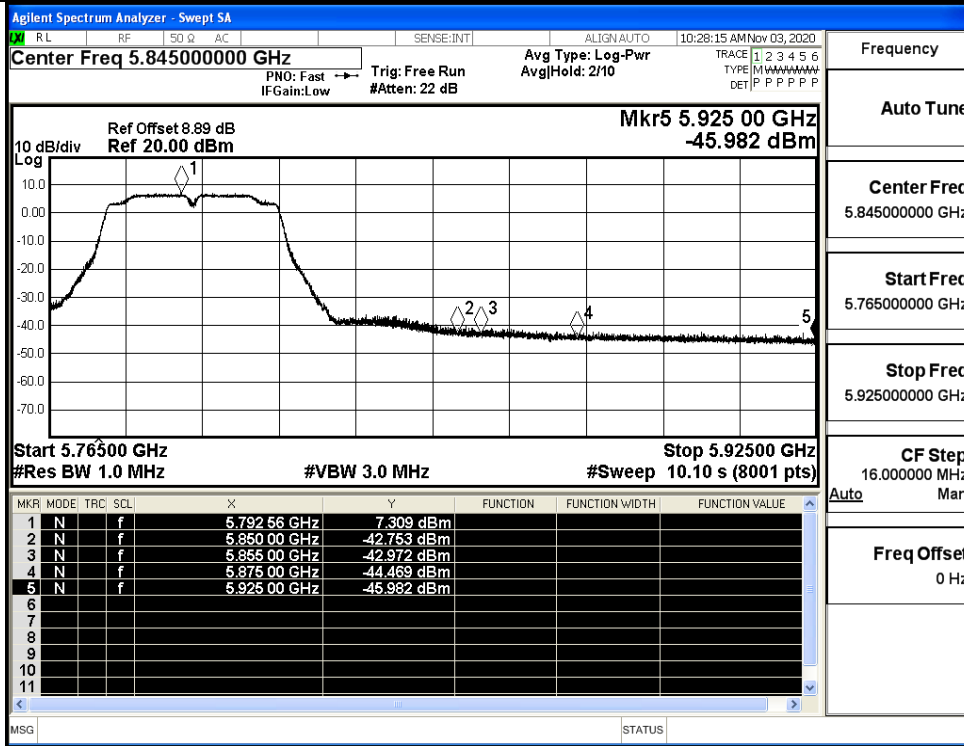 Agilent Spectrum Analyzer - Swept SA
LXI RL RF 50 Ω AC SENSE:INT ALIGN AUTO 10:28:15 AM Nov 03, 2020
Center Freq 5.845000000 GHz
PNO: Fast
IFGain:Low
Trig: Free Run
#Atten: 22 dB
Avg Type: Log-Pwr
Avg|Hold: 2/10
TRACE 1 2 3 4 5 6
TYPE M WWWWW
DET P P P P P P
Mkr5 5.925 00 GHz
-45.982 dBm
Ref Offset 8.89 dB
10 dB/div Ref 20.00 dBm
Log
10.0
0.00
-10.0
-20.0
-30.0
-40.0
-50.0
-60.0
-70.0
1
2
3
4
5
Start 5.76500 GHz Stop 5.92500 GHz
#Res BW 1.0 MHz #VBW 3.0 MHz #Sweep 10.10 s (8001 pts)
MKR MODE TRC SCL X Y FUNCTION FUNCTION WIDTH FUNCTION VALUE
1 N f 5.792 56 GHz 7.309 dBm
2 N f 5.850 00 GHz -42.753 dBm
3 N f 5.855 00 GHz -42.972 dBm
4 N f 5.875 00 GHz -44.469 dBm
5 N f 5.925 00 GHz -45.982 dBm
6
7
8
9
10
11
MSG STATUS
Frequency
Auto Tune
Center Freq
5.845000000 GHz
Start Freq
5.765000000 GHz
Stop Freq
5.925000000 GHz
CF Step
16.000000 MHz
Auto Man
Freq Offset
0 Hz